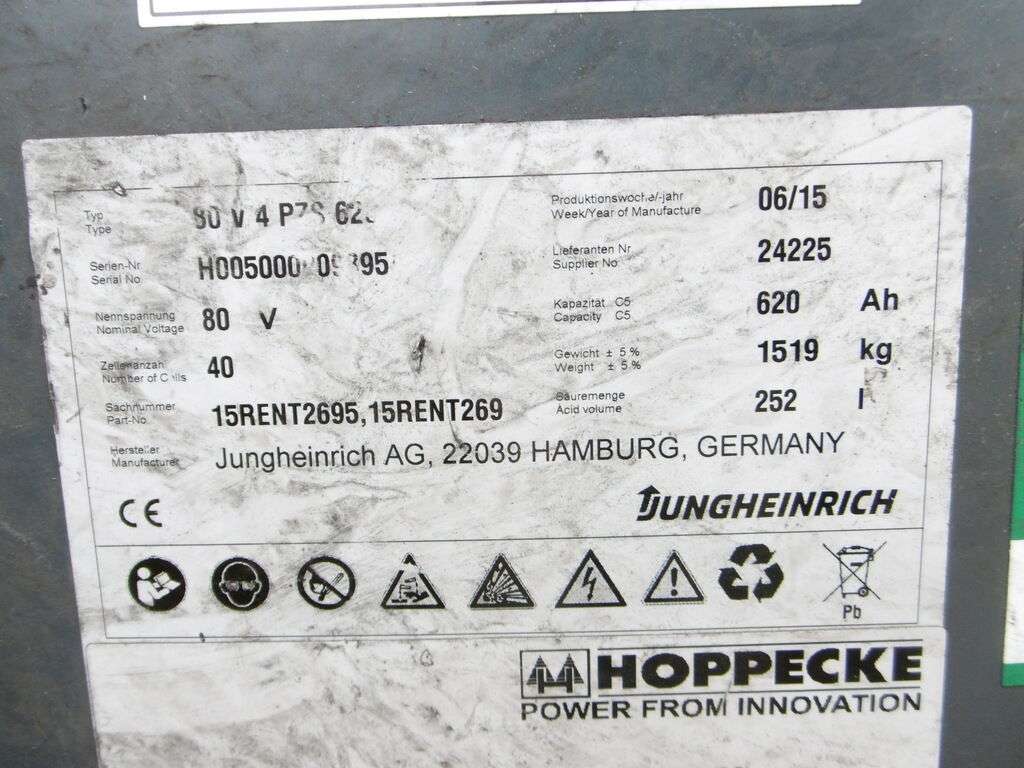 Typ
Type
80 V 4 PZS
Serien-Nr
Serial No.
Nennspannung
Nominal Voltage
80 V
Zellenanzahl
Number of Cells
40
Sachnummer
Part-No.
15RENT2695,15RENT269
Hersteller
Manufacturer
Jungheinrich AG, 22039 HAMBURG, GERMANY
Produktionswoche/-jahr
Week/Year of Manufacture
06/15
Lieferanten Nr
Supplier No
24225
Kapazität C5
Capacity C5
620 Ah
Gewicht ± 5 %
Weight ± 5 %
1519 kg
Säuremenge
Acid volume
252 l
CE
JUNGHEINRICH
Pb
HOPPECKE
POWER FROM INNOVATION